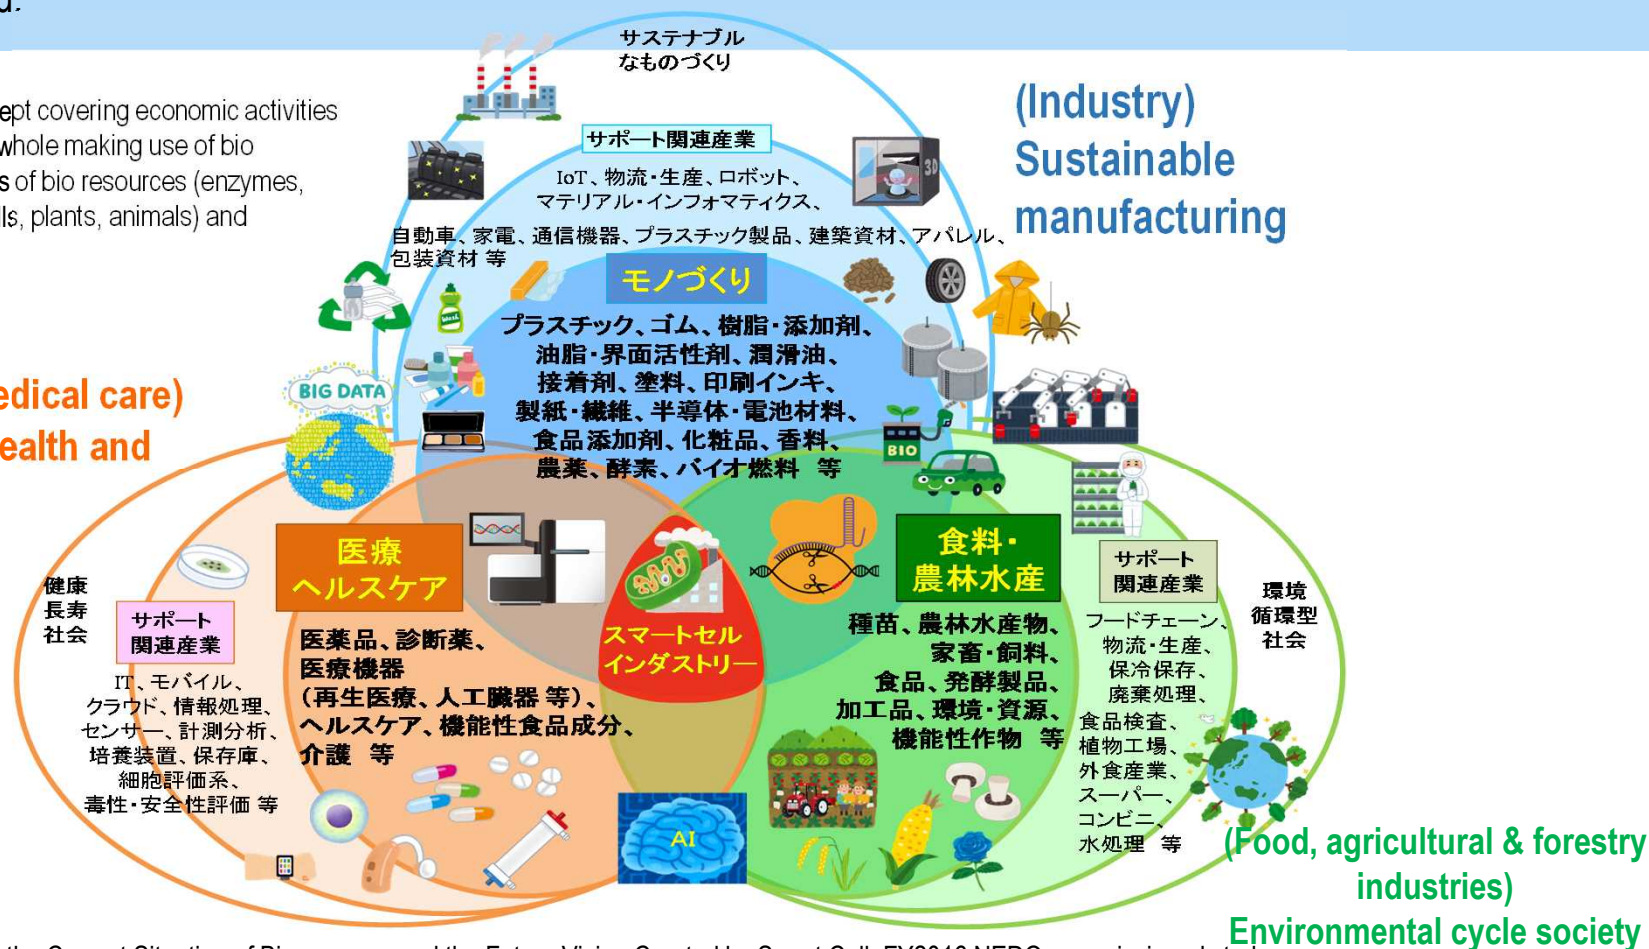 サステナブル
なものづくり
ept covering economic activities
whole making use of bio
s of bio resources (enzymes,
lls, plants, animals) and
(Industry)
Sustainable
manufacturing
サポート関連産業
IoT、物流・生産、ロボット、
マテリアル・インフォマティクス、
自動車、家電、通信機器、プラスチック製品、建築資材、アパレル、
包装資材 等
3D
モノづくり
プラスチック、ゴム、樹脂・添加剤、
油脂・界面活性剤、潤滑油、
接着剤、塗料、印刷インキ、
製紙・繊維、半導体・電池材料、
食品添加剤、化粧品、香料、
農薬、酵素、バイオ燃料 等
edical care)
ealth and
BIG DATA
BIO
医療
ヘルスケア
医薬品、診断薬、
医療機器
（再生医療、人工臓器 等）、
ヘルスケア、機能性食品成分、
介護 等
健康
長寿
社会
サポート
関連産業
IT、モバイル、
クラウド、情報処理、
センサー、計測分析、
培養装置、保存庫、
細胞評価系、
毒性・安全性評価 等
スマートセル
インダストリー
AI
食料・
農林水産
種苗、農林水産物、
家畜・飼料、
食品、発酵製品、
加工品、環境・資源、
機能性作物 等
サポート
関連産業
フードチェーン、
物流・生産、
保冷保存、
廃棄処理、
食品検査、
植物工場、
外食産業、
スーパー、
コンビニ、
水処理 等
環境
循環型
社会
(Food, agricultural & forestry
industries)
Environmental cycle society